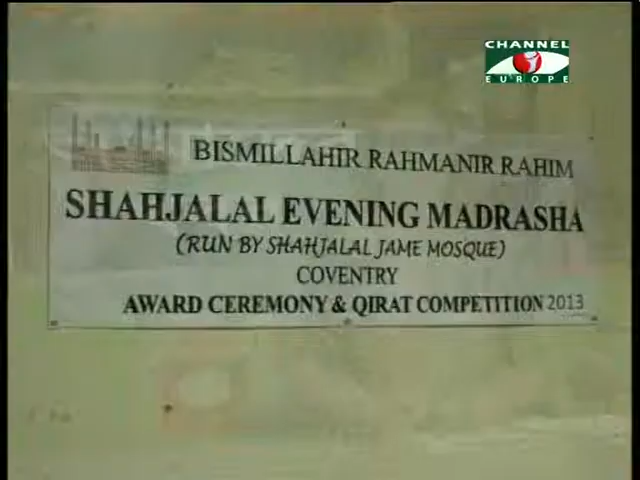 CHANNEL
EUROPE
BISMILLAHIR RAHMANIR RAHIM
SHAHJALAL EVENING MADRASHA
(RUN BY SHAHJALAL JAME MOSQUE)
COVENTRY
AWARD CEREMONY & QIRAT COMPETITION 2013